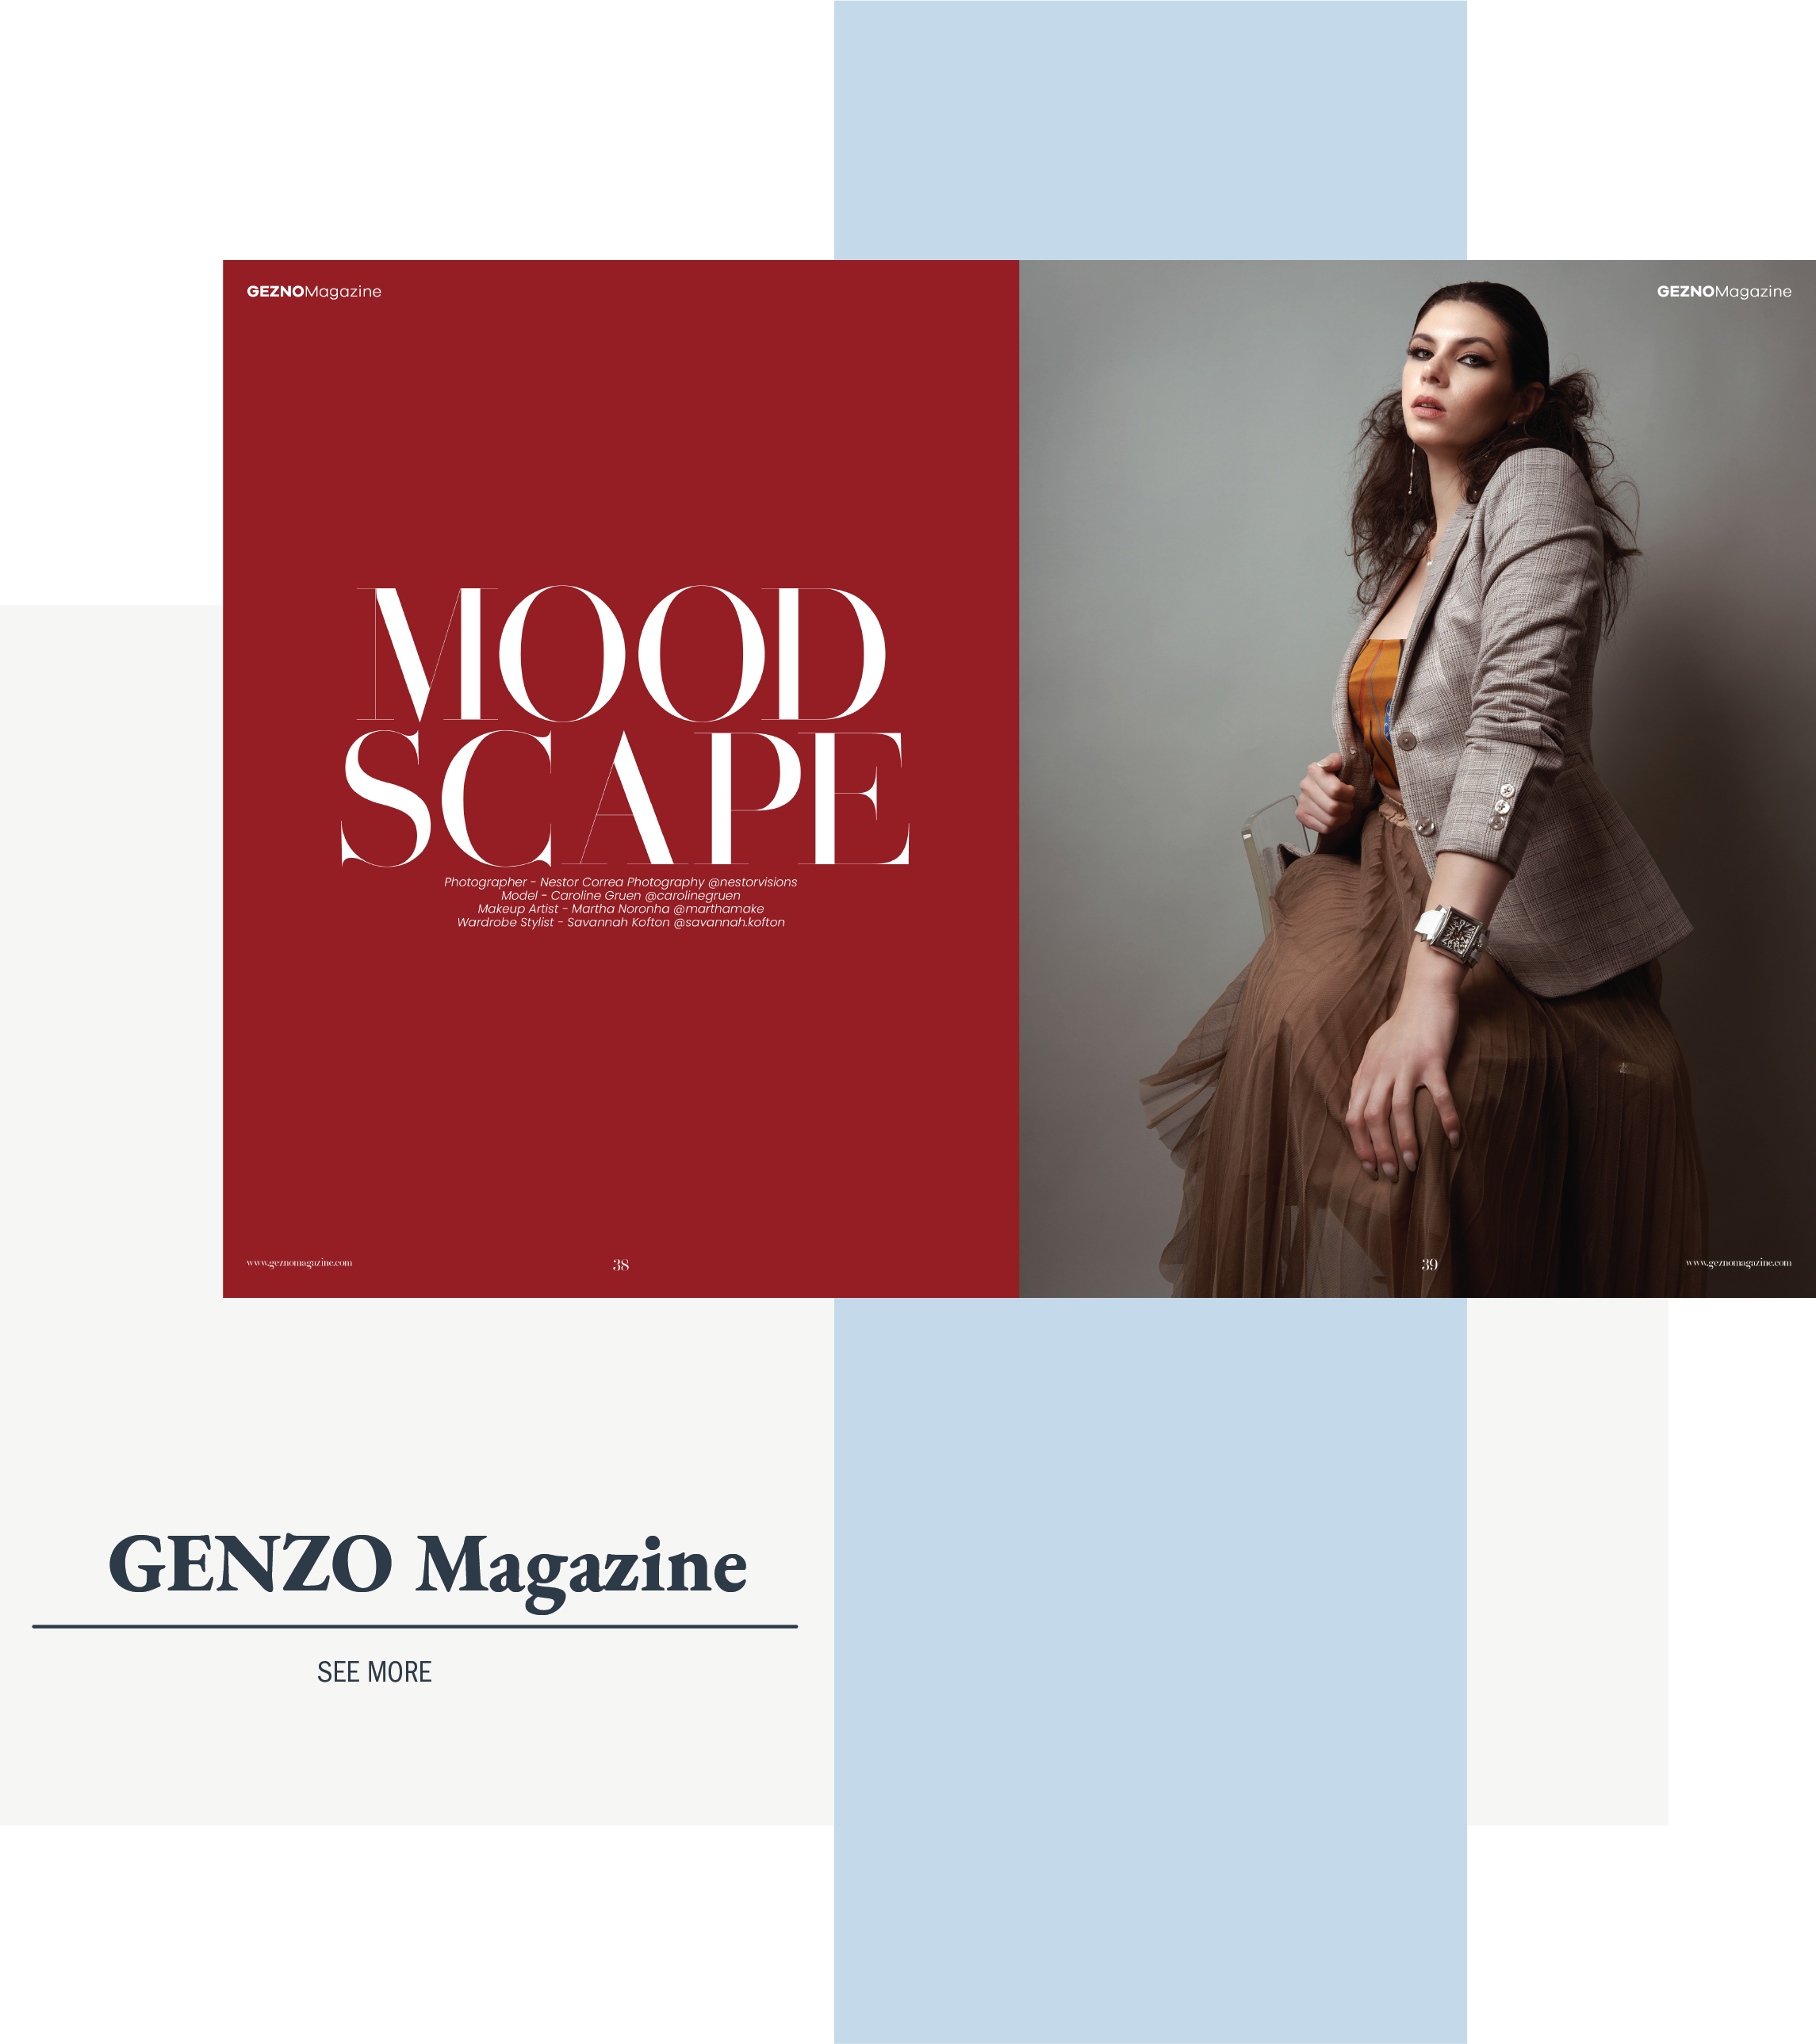 GEZNOMagazine
MOOD
SCAPE
Photographer - Nestor Correa Photography @nestorvisions
Model - Caroline Gruen @carolinegruen
Makeup Artist - Martha Noronha @marthamake
Wardrobe Stylist - Savannah Kofton @savannah.kofton
www.geznomagazine.com
38
GEZNOMagazine
39
www.geznomagazine.com
GENZO Magazine
SEE MORE